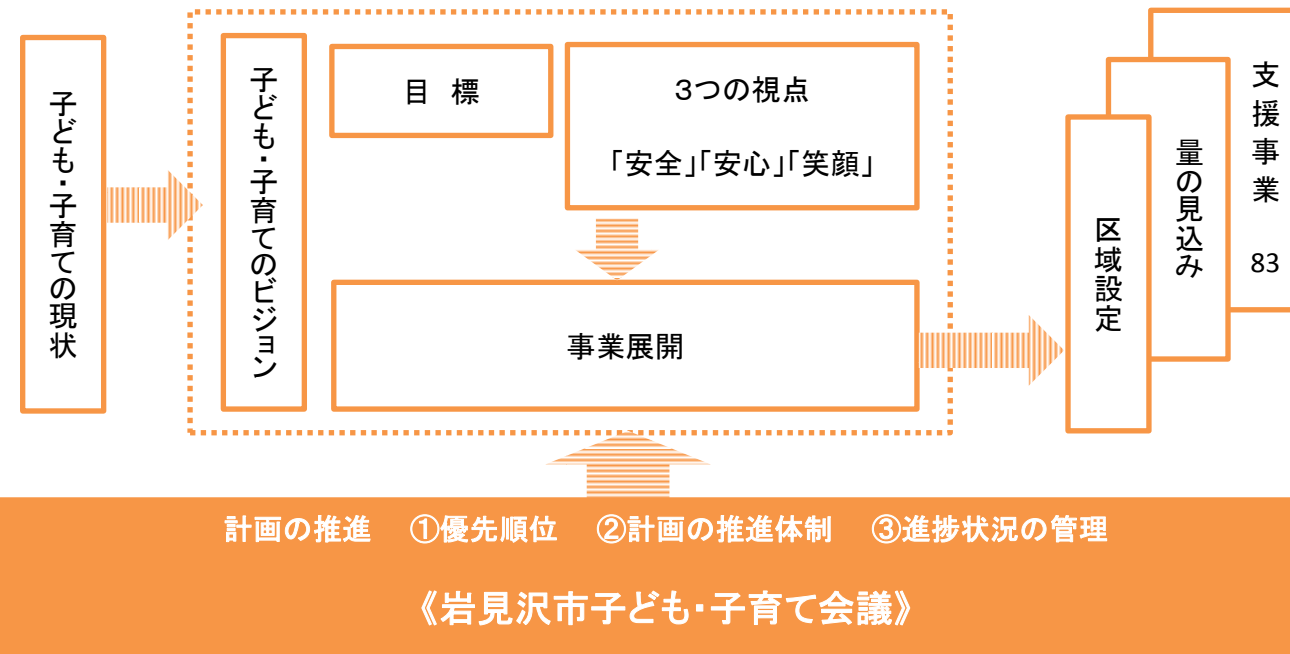 子ども・子育ての現状
子ども・子育てのビジョン
目 標
3つの視点
「安全」「安心」「笑顔」
事業展開
区域設定
量の見込み
支援事業 83
計画の推進 ①優先順位 ②計画の推進体制 ③進捗状況の管理
《岩見沢市子ども・子育て会議》